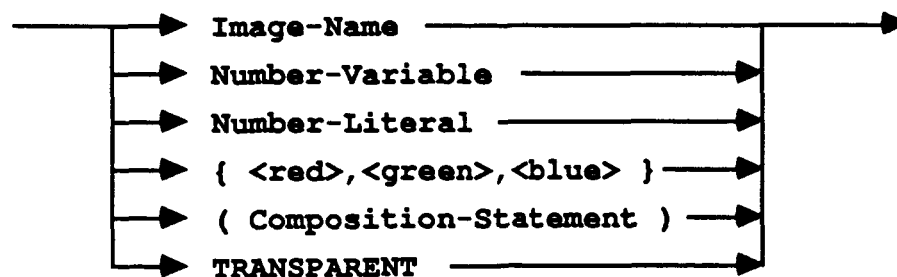 Image-Name
Number-Variable
Number-Literal
{ <red>,<green>,<blue> }
( Composition-Statement )
TRANSPARENT